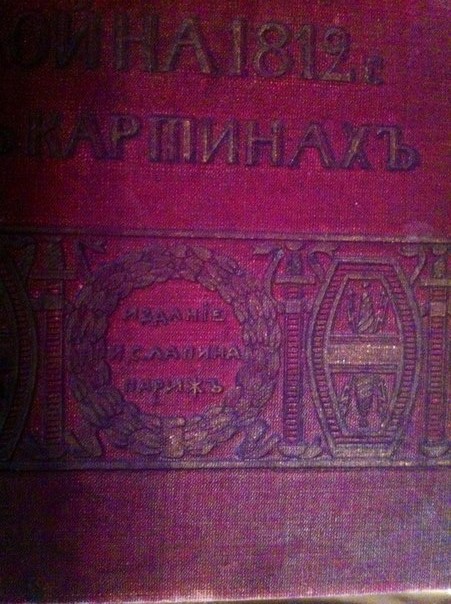 ОЙНА 1812 г
Ъ КАРТИНАХЪ
ИЗДАНІЕ
И.С.ЛАПИНА
ПАРИЖЪ